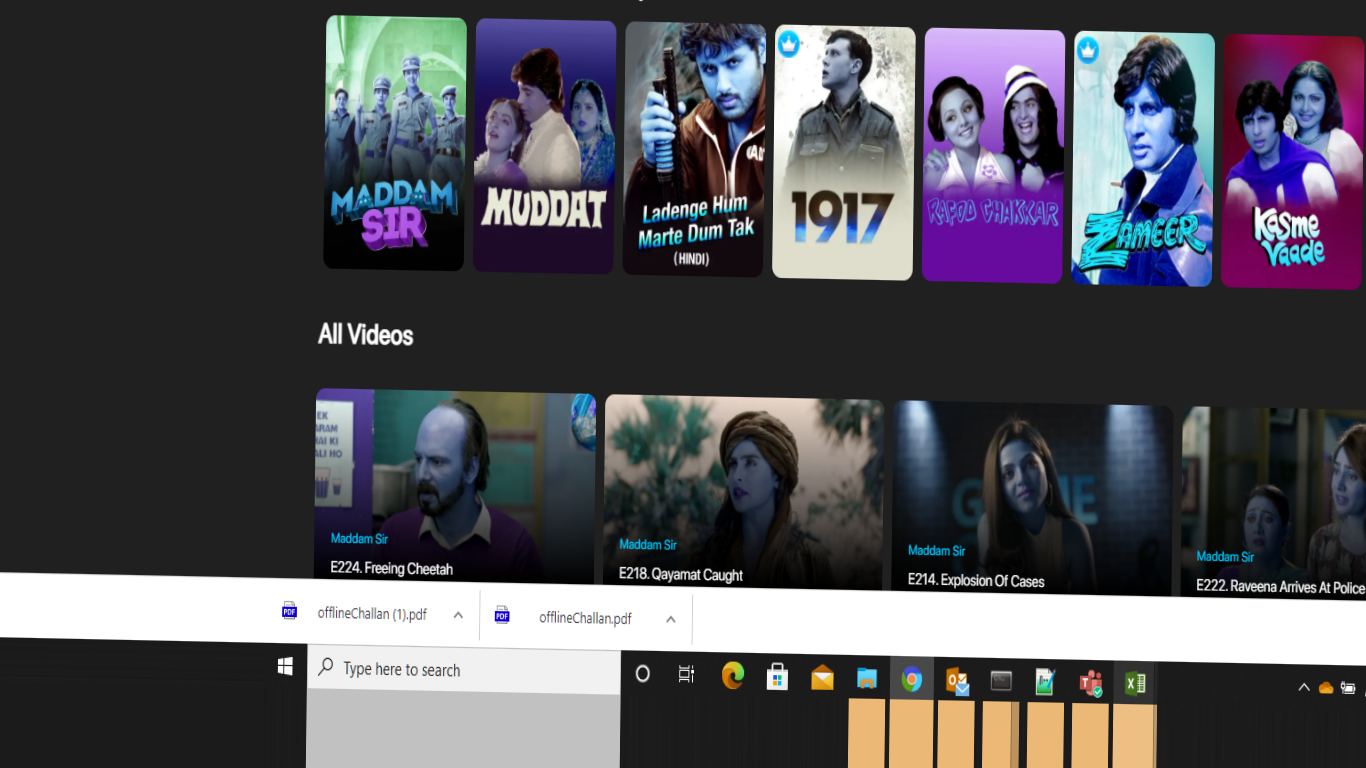 MADDAM
SIR
MUDDAT
Ladenge Hum
Marte Dum Tak
(HINDI)
1917
RAFOO CHAKKAR
ZAMEER
Kasme
Vaade
All Videos
EK
ARAM
HAI KI
ALI HO
Maddam Sir
E224. Freeing Cheetah
Maddam Sir
E218. Qayamat Caught
Maddam Sir
E214. Explosion Of Cases
Maddam Sir
E222. Raveena Arrives At Police
PDF
offlineChallan (1).pdf
PDF
offlineChallan.pdf
Type here to search